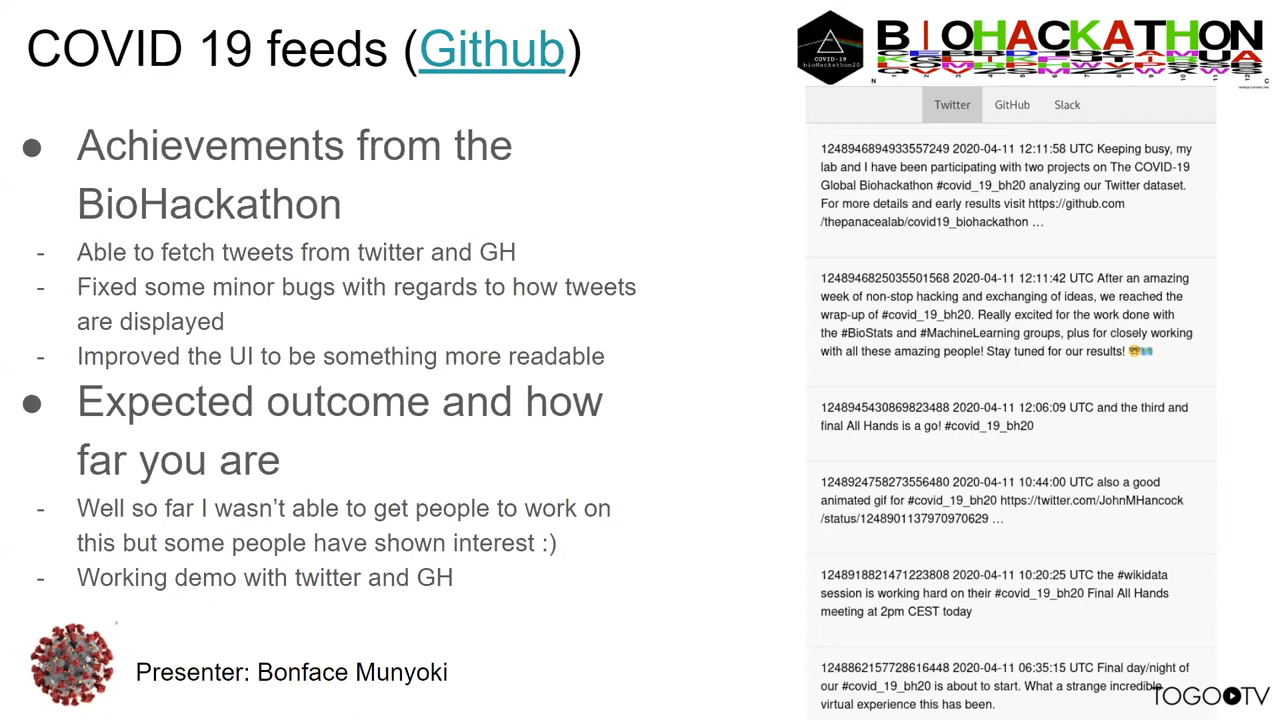 COVID 19 feeds (Github)
● Achievements from the
BioHackathon
- Able to fetch tweets from twitter and GH
- Fixed some minor bugs with regards to how tweets
are displayed
- Improved the UI to be something more readable
● Expected outcome and how
far you are
- Well so far I wasn't able to get people to work on
this but some people have shown interest :)
- Working demo with twitter and GH
Presenter: Bonface Munyoki
COVID-19
bioHackathon20
BIOHACKATHON
Twitter GitHub Slack
1248946894933557249 2020-04-11 12:11:58 UTC Keeping busy, my
lab and I have been participating with two projects on The COVID-19
Global Biohackathon #covid_19_bh20 analyzing our Twitter dataset.
For more details and early results visit https://github.com
/thepanacealab/covid19_biohackathon …
1248946825035501568 2020-04-11 12:11:42 UTC After an amazing
week of non-stop hacking and exchanging of ideas, we reached the
wrap-up of #covid_19_bh20. Really excited for the work done with
the #BioStats and #MachineLearning groups, plus for closely working
with all these amazing people! Stay tuned for our results!
1248945430869823488 2020-04-11 12:06:09 UTC and the third and
final All Hands is a go! #covid_19_bh20
1248924758273556480 2020-04-11 10:44:00 UTC also a good
animated gif for #covid_19_bh20 https://twitter.com/JohnMHancock
/status/1248901137970970629 …
1248918821471223808 2020-04-11 10:20:25 UTC the #wikidata
session is working hard on their #covid_19_bh20 Final All Hands
meeting at 2pm CEST today
1248862157728616448 2020-04-11 06:35:15 UTC Final day/night of
our #covid_19_bh20 is about to start. What a strange incredible
virtual experience this has been.
TOGOTV